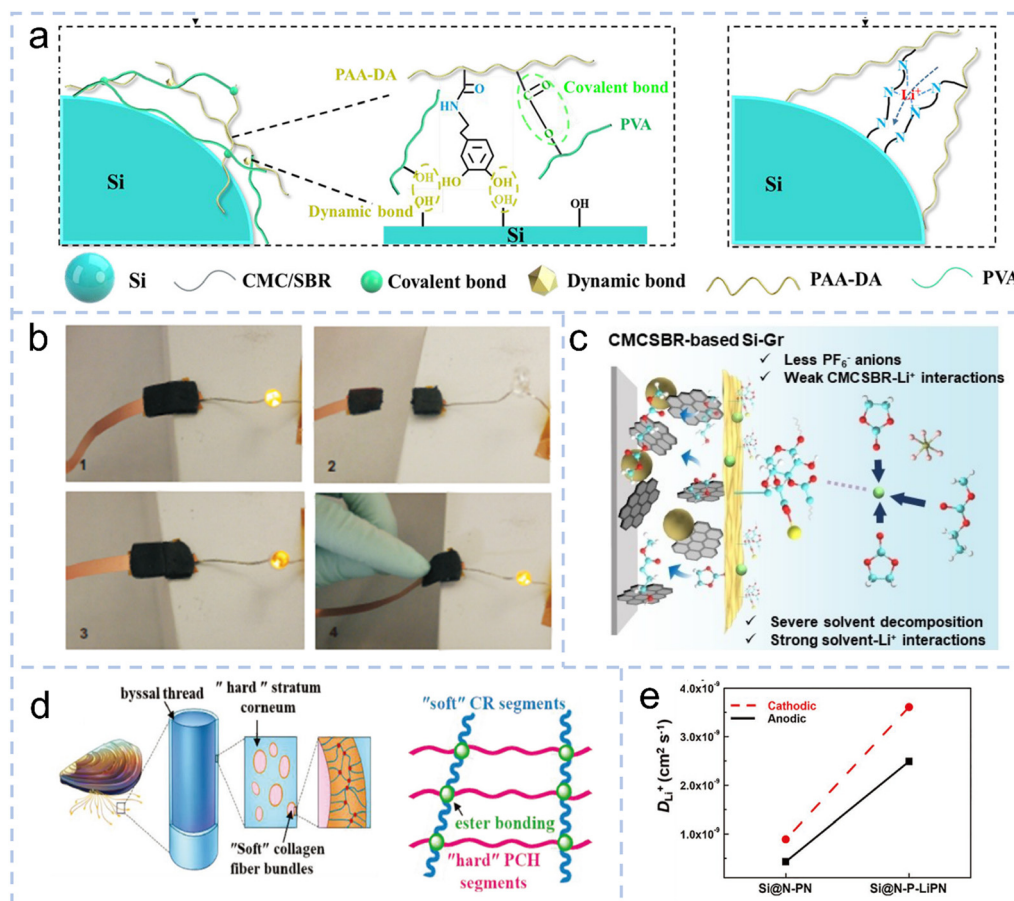 a
PAA-DA
O
HN
HO
OH
OH
OH
OH
Dynamic bond
C
O
O
Covalent bond
PVA
OH
Si
Si
N
N
Li⁺
N
N
N
N
Si
Si
CMC/SBR
Covalent bond
Dynamic bond
PAA-DA
PVA
b
1
2
3
4
c
CMCSBR-based Si-Gr
✓ Less PF₆⁻ anions
✓ Weak CMCSBR-Li⁺ interactions
✓ Severe solvent decomposition
✓ Strong solvent-Li⁺ interactions
d
byssal thread
" hard " stratum
corneum
"Soft" collagen
fiber bundles
"soft" CR segments
ester bonding
"hard" PCH
segments
e
4.0x10⁻⁹
3.0x10⁻⁹
2.0x10⁻⁹
1.0x10⁻⁹
D Li⁺ (cm² s⁻¹)
Cathodic
Anodic
Si@N-PN
Si@N-P-LiPN